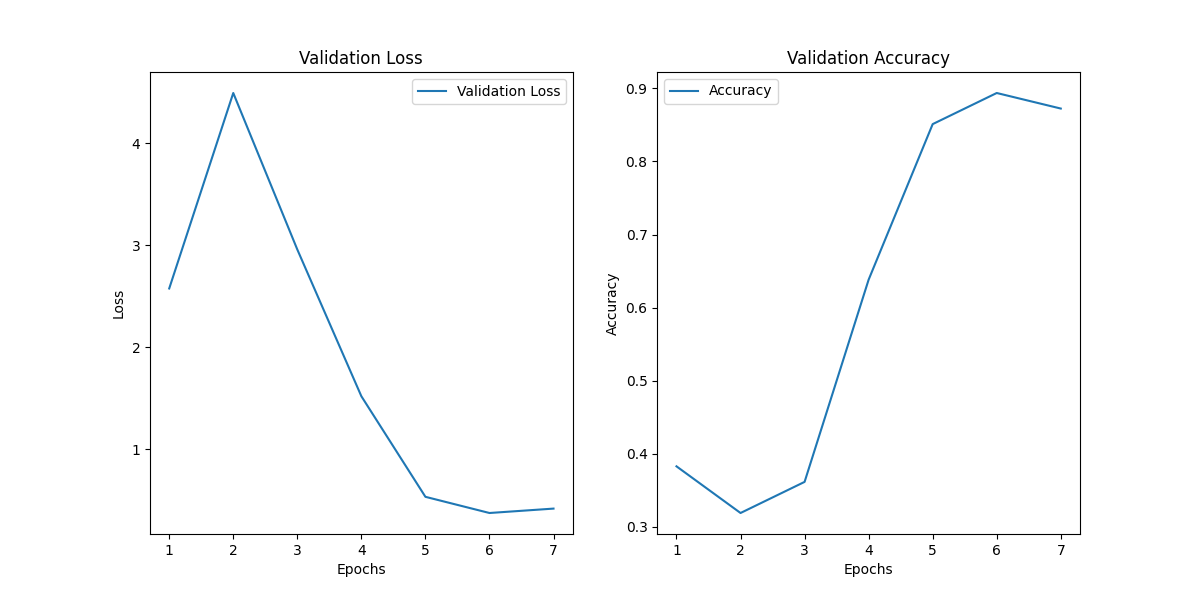 Validation Loss
Validation Loss
4
3
2
1
Loss
1 2 3 4 5 6 7
Epochs
Validation Accuracy
Accuracy
0.9
0.8
0.7
0.6
0.5
0.4
0.3
Accuracy
1 2 3 4 5 6 7
Epochs